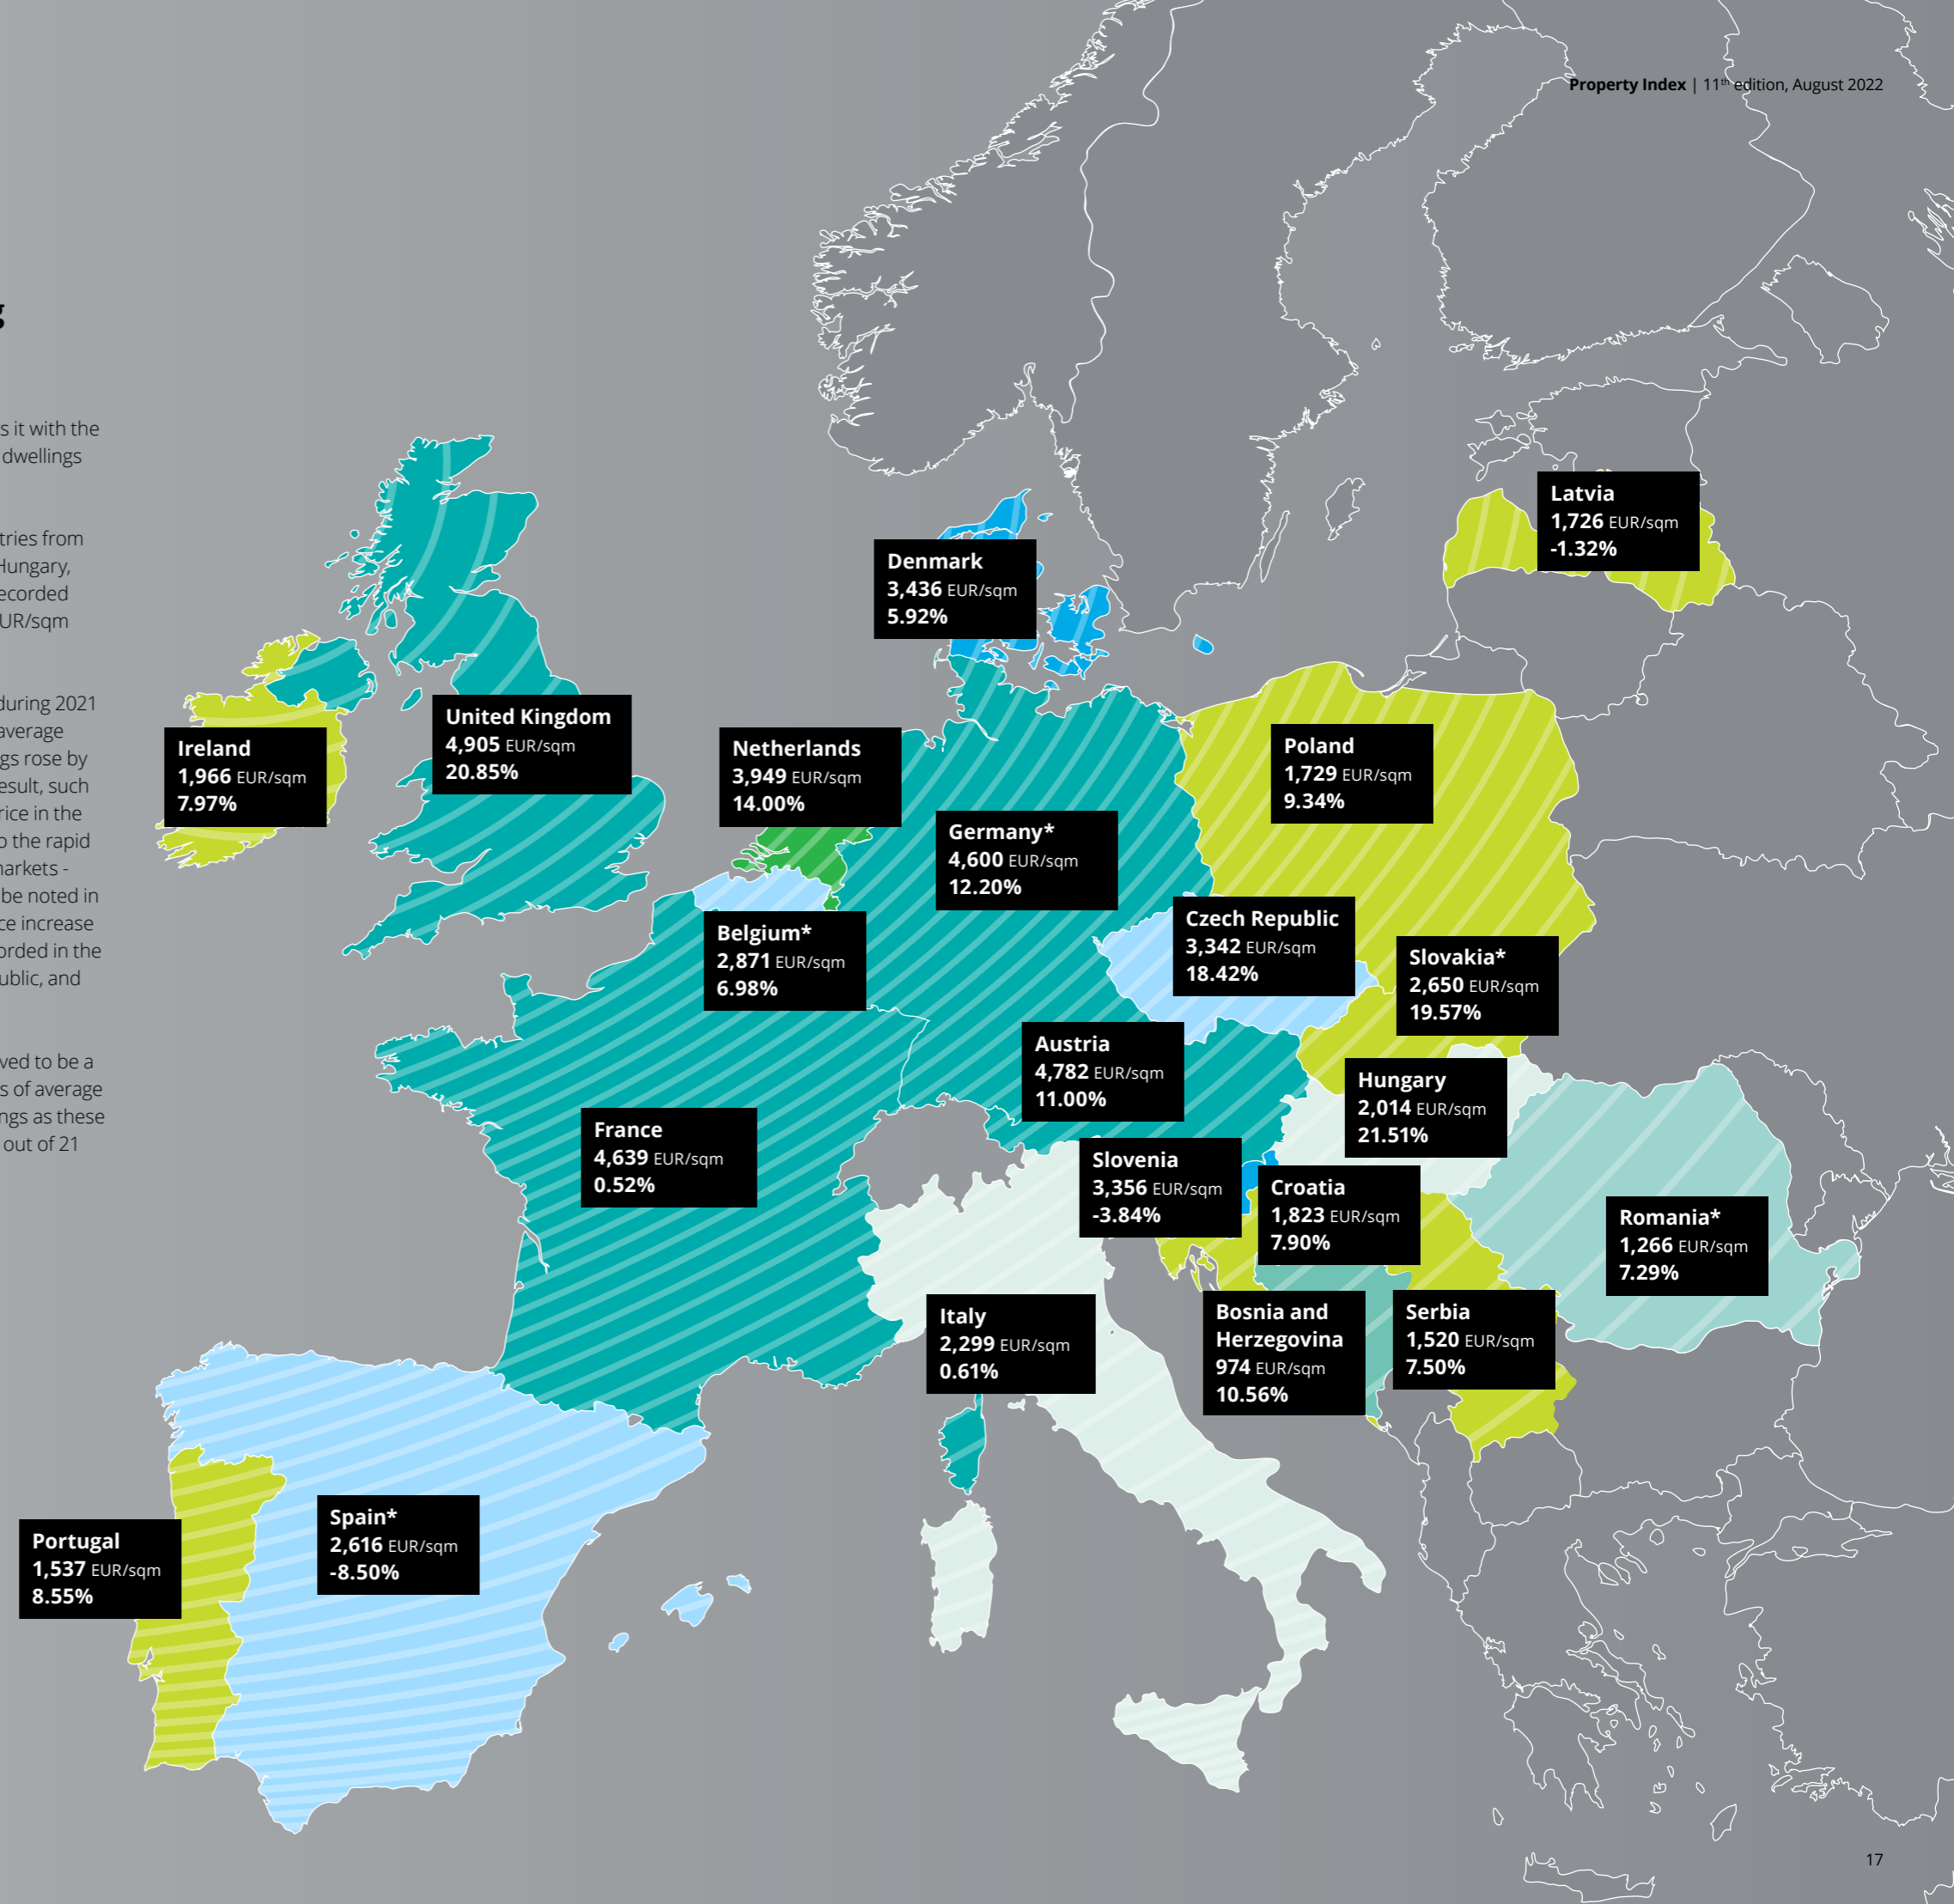 Property Index | 11th edition, August 2022
g
s it with the
dwellings
tries from
Hungary,
ecorded
UR/sqm
during 2021
average
gs rose by
esult, such
rice in the
o the rapid
narkets -
be noted in
ce increase
orded in the
ublic, and
ved to be a
s of average
ngs as these
out of 21
Latvia
1,726 EUR/sqm
-1.32%
Denmark
3,436 EUR/sqm
5.92%
United Kingdom
4,905 EUR/sqm
20.85%
Ireland
1,966 EUR/sqm
7.97%
Netherlands
3,949 EUR/sqm
14.00%
Poland
1,729 EUR/sqm
9.34%
Germany*
4,600 EUR/sqm
12.20%
Czech Republic
3,342 EUR/sqm
18.42%
Belgium*
2,871 EUR/sqm
6.98%
Slovakia*
2,650 EUR/sqm
19.57%
Austria
4,782 EUR/sqm
11.00%
Hungary
2,014 EUR/sqm
21.51%
France
4,639 EUR/sqm
0.52%
Slovenia
3,356 EUR/sqm
-3.84%
Croatia
1,823 EUR/sqm
7.90%
Romania*
1,266 EUR/sqm
7.29%
Italy
2,299 EUR/sqm
0.61%
Bosnia and
Herzegovina
974 EUR/sqm
10.56%
Serbia
1,520 EUR/sqm
7.50%
Spain*
2,616 EUR/sqm
-8.50%
Portugal
1,537 EUR/sqm
8.55%
17